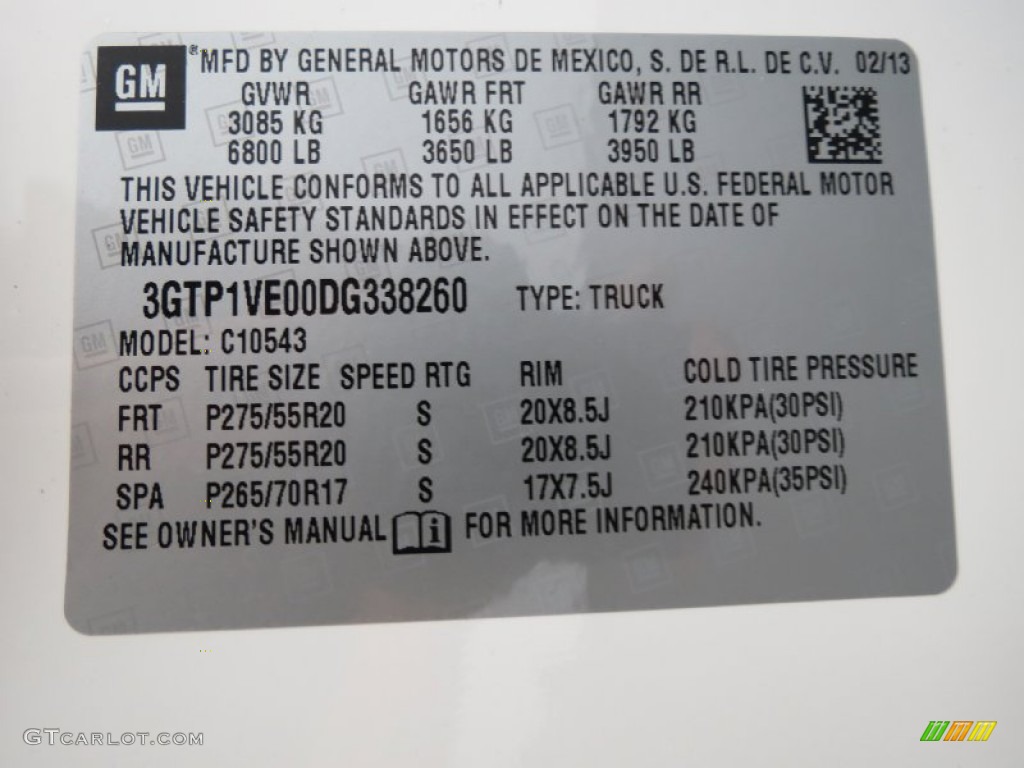 GM
® MFD BY GENERAL MOTORS DE MEXICO, S. DE R.L. DE C.V. 02/13
GVWR GAWR FRT GAWR RR
3085 KG 1656 KG 1792 KG
6800 LB 3650 LB 3950 LB
THIS VEHICLE CONFORMS TO ALL APPLICABLE U.S. FEDERAL MOTOR
VEHICLE SAFETY STANDARDS IN EFFECT ON THE DATE OF
MANUFACTURE SHOWN ABOVE.
3GTP1VE00DG338260 TYPE: TRUCK
MODEL: C10543
CCPS TIRE SIZE SPEED RTG RIM COLD TIRE PRESSURE
FRT P275/55R20 S 20X8.5J 210KPA(30PSI)
RR P275/55R20 S 20X8.5J 210KPA(30PSI)
SPA P265/70R17 S 17X7.5J 240KPA(35PSI)
SEE OWNER'S MANUAL i FOR MORE INFORMATION.
GTCARLOT.COM